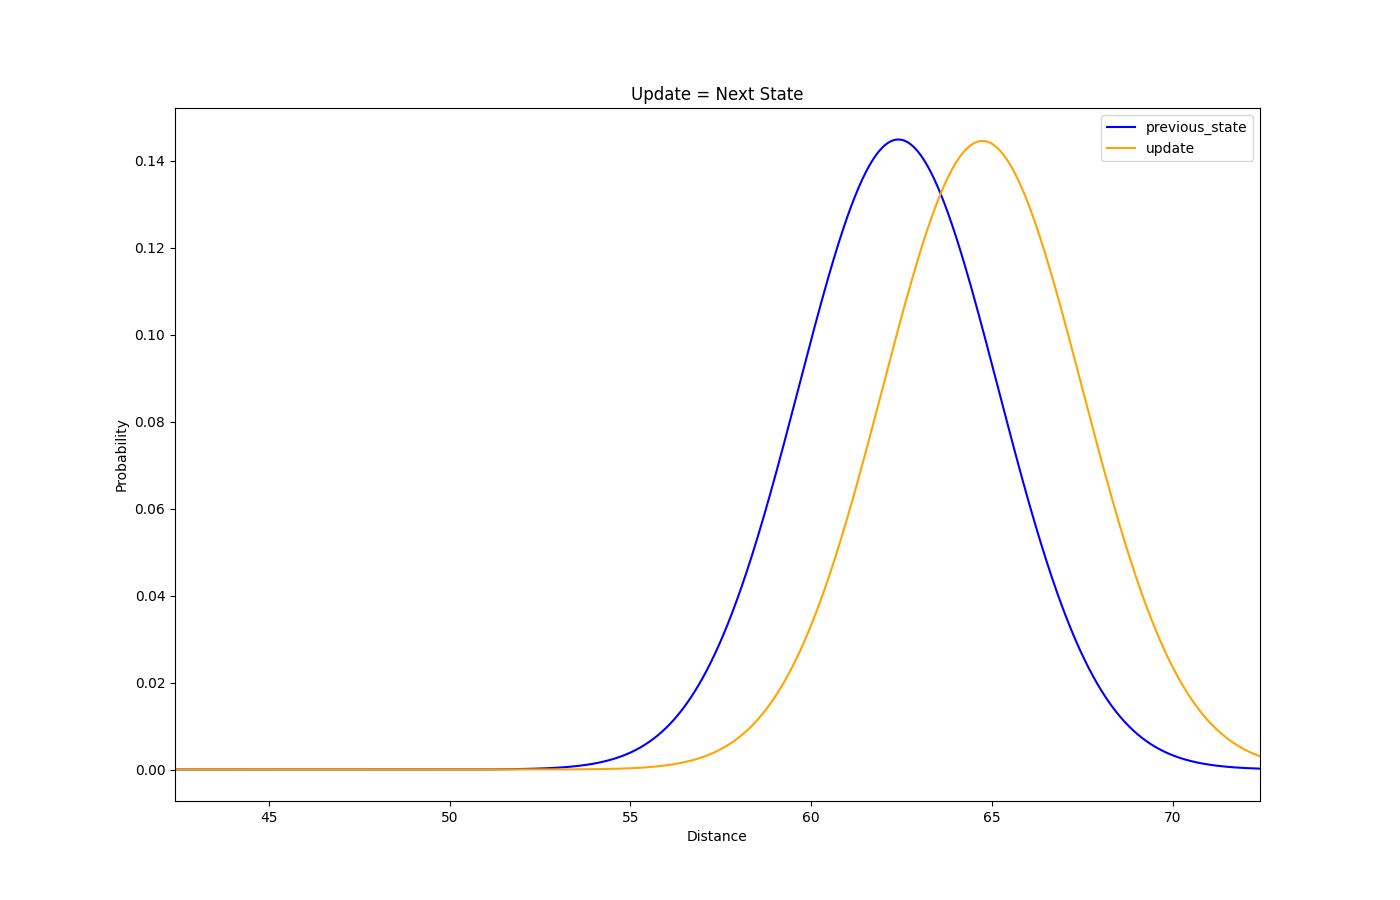 Update = Next State
previous_state
update
Probability
0.14
0.12
0.10
0.08
0.06
0.04
0.02
0.00
45 50 55 60 65 70
Distance